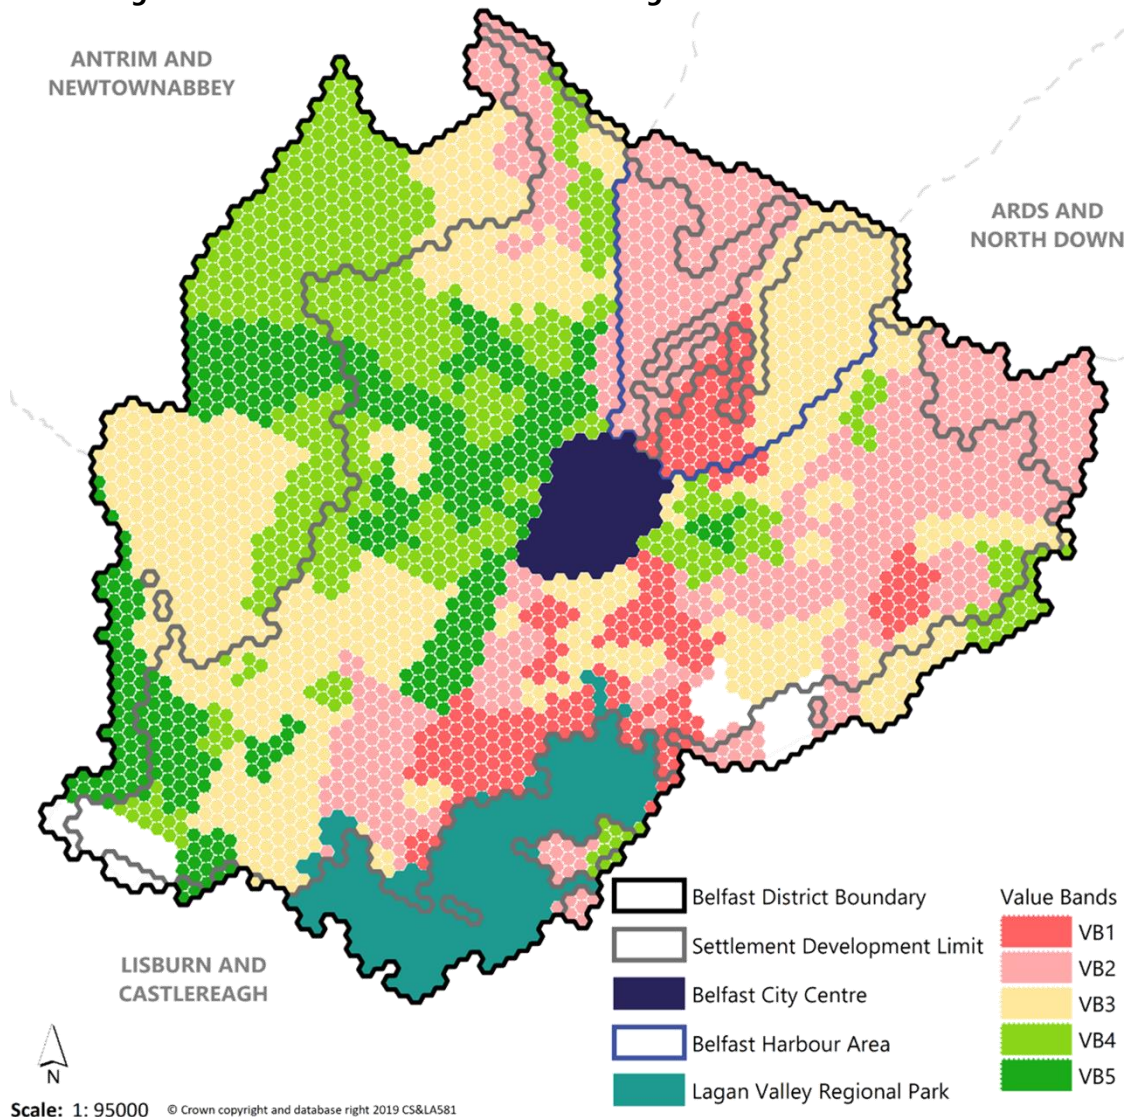 ANTRIM AND
NEWTOWNABBEY
ARDS AND
NORTH DOWN
LISBURN AND
CASTLEREAGH
Belfast District Boundary
Settlement Development Limit
Belfast City Centre
Belfast Harbour Area
Lagan Valley Regional Park
Value Bands
VB1
VB2
VB3
VB4
VB5
N
Scale: 1: 95000 © Crown copyright and database right 2019 CS&LA581